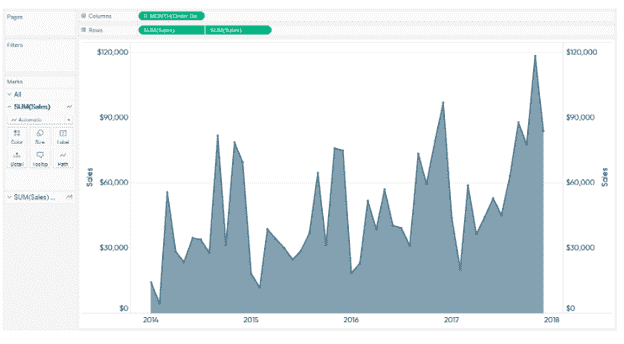 Pages
Columns
MONTH(Order Da
Rows
SUM(Sales)
SUM(Sales)
Filters
Marks
All
SUM(Sales)
Automatic
Color
Size
Label
Detail
Tooltip
Path
SUM(Sales) ...
$120,000
$90,000
$60,000
$30,000
$0
Sales
2014
2015
2016
2017
2018
$120,000
$90,000
$60,000
$30,000
$0
Sales